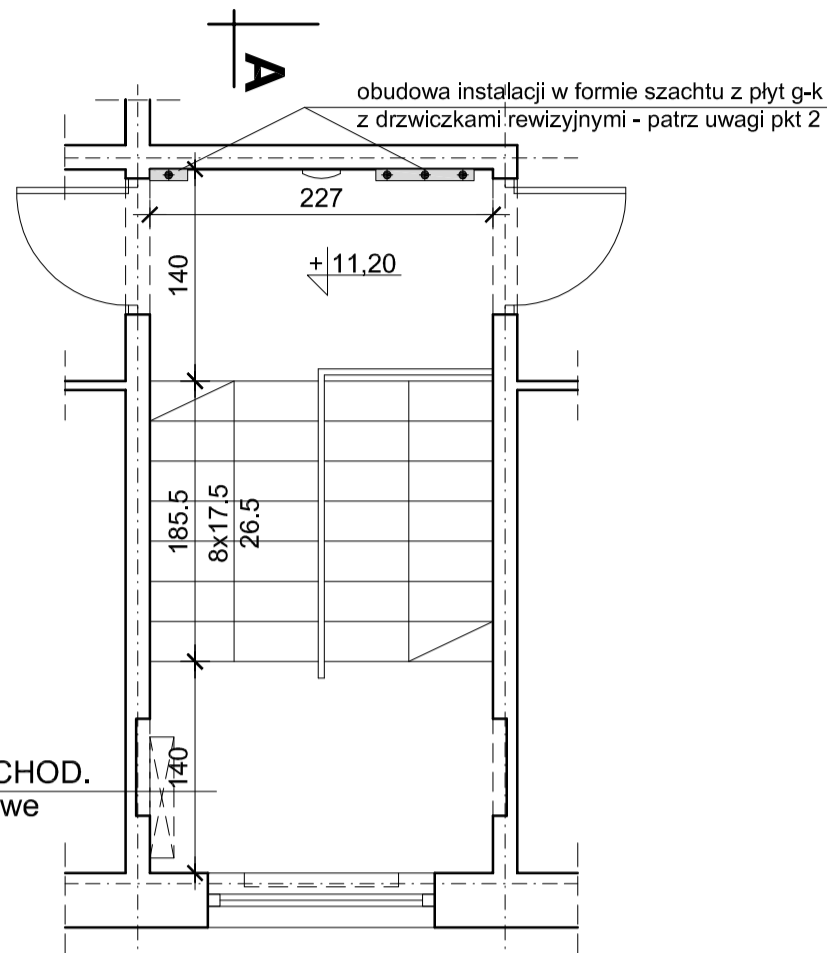 A
obudowa instalacji w formie szachtu z płyt g-k
z drzwiczkami rewizyjnymi - patrz uwagi pkt 2
227
140
+ 11,20
185.5
8x17.5
26.5
140
CHOD.
we